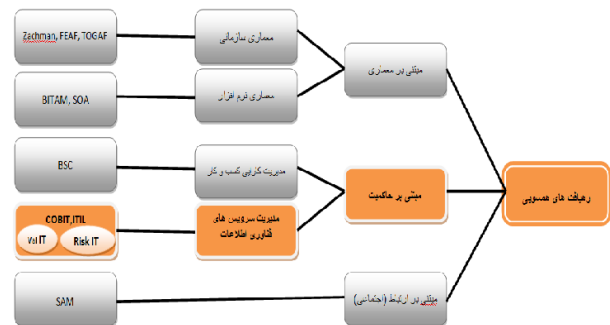 Zachman, FEAF, TOGAF
معماری سازمانی
مبتنی بر معماری
BITAM, SOA
معماری نرم افزار
BSC
مدیریت کارایی کسب و کار
مبتنی بر حاکمیت
رهیافت های همسویی
COBIT,ITIL
Val IT
Risk IT
مدیریت سرویس های
فناوری اطلاعات
SAM
مبتنی بر ارتباط (اجتماعی)